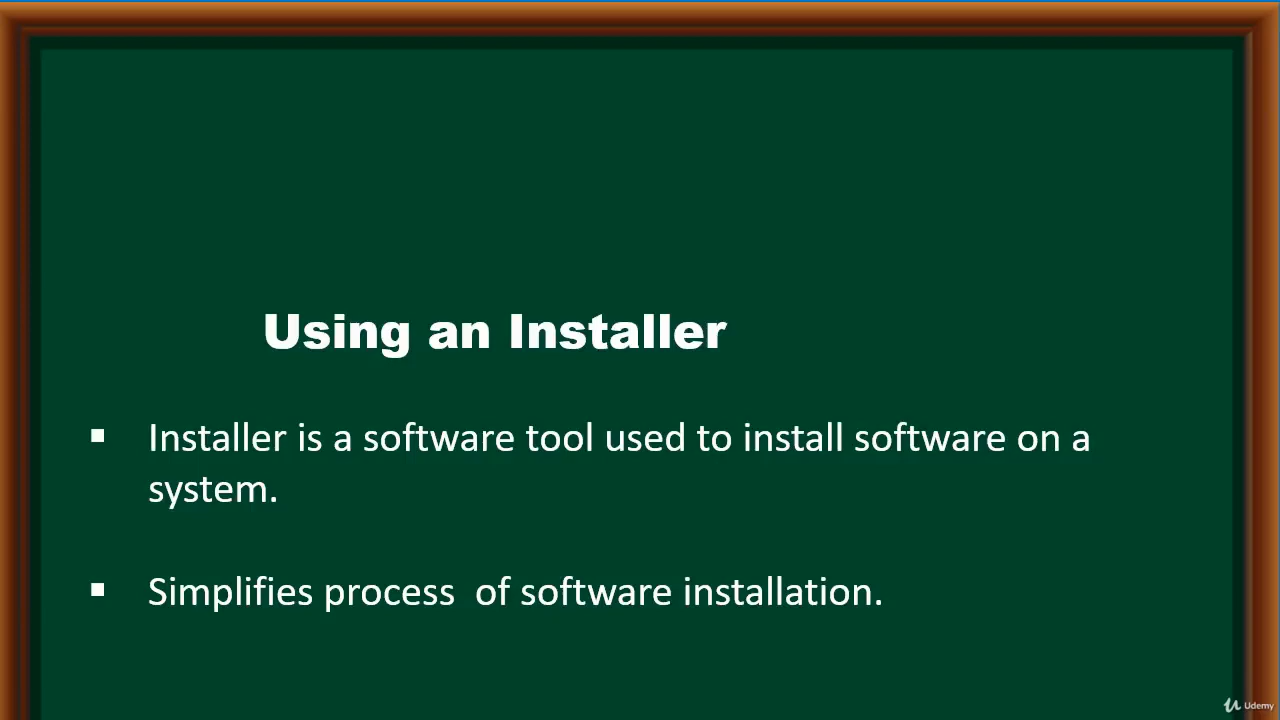 Using an Installer
▪ Installer is a software tool used to install software on a
system.
▪ Simplifies process of software installation.
Udemy